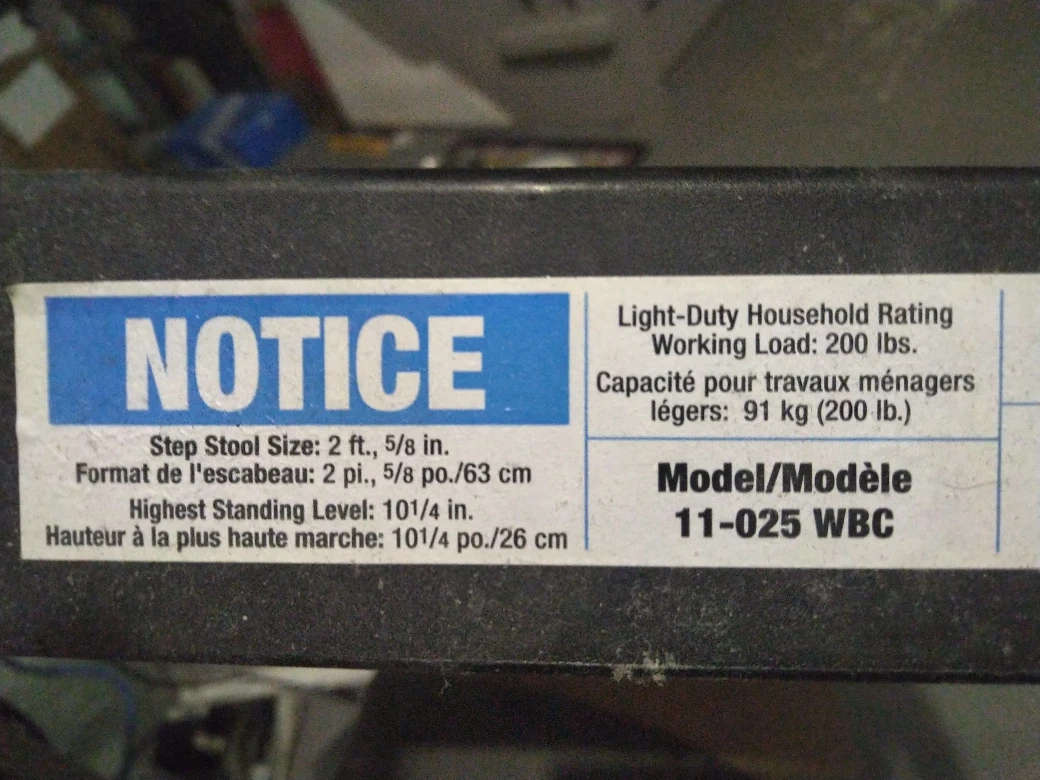 NOTICE
Step Stool Size: 2 ft., 5/8 in.
Format de l'escabeau: 2 pi., 5/8 po./63 cm
Highest Standing Level: 101/4 in.
Hauteur à la plus haute marche: 101/4 po./26 cm
Light-Duty Household Rating
Working Load: 200 lbs.
Capacité pour travaux ménagers
légers: 91 kg (200 lb.)
Model/Modèle
11-025 WBC